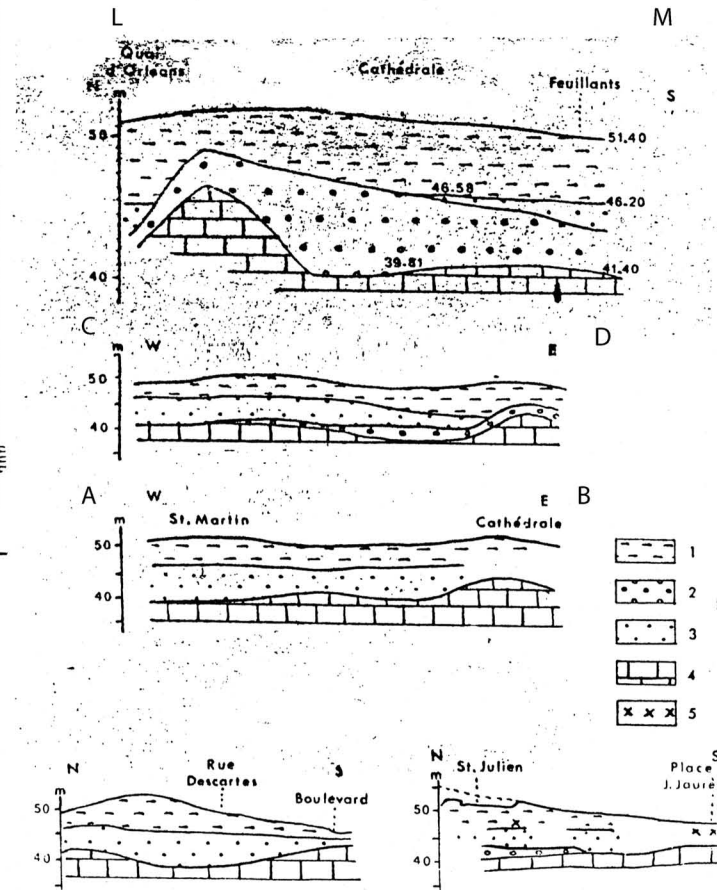 L M
Quai
d'Orléans Cathédrale
N m Feuillants S
50
51.40
46.58
46.20
39.81
40 41.40
C m W E D
50
40
A W E B
m St. Martin Cathédrale
50
40
1
2
3
4
5
N Rue
Descartes S
m Boulevard
50
40
N St. Julien Place S
m J. Jaurè
50
40